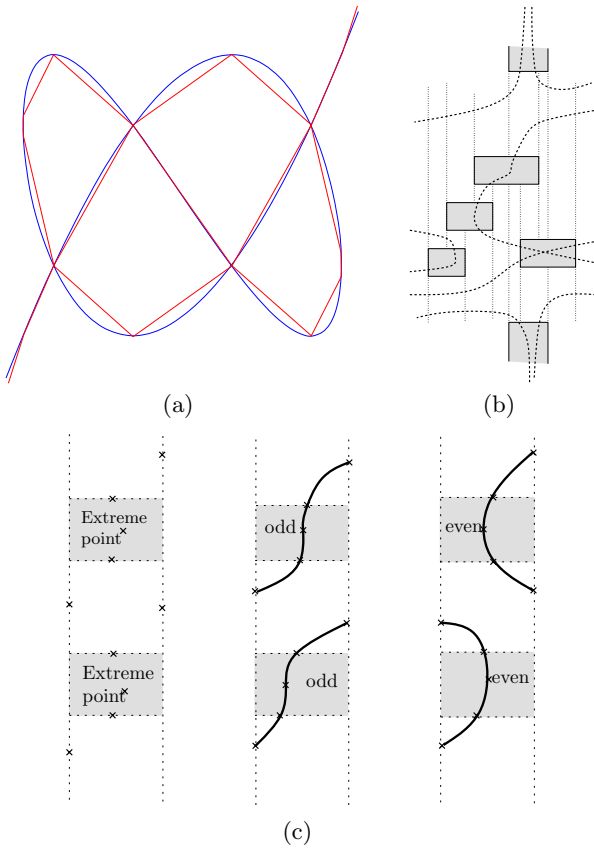 (a)
(b)
Extreme
point
odd
even
Extreme
point
odd
even
(c)